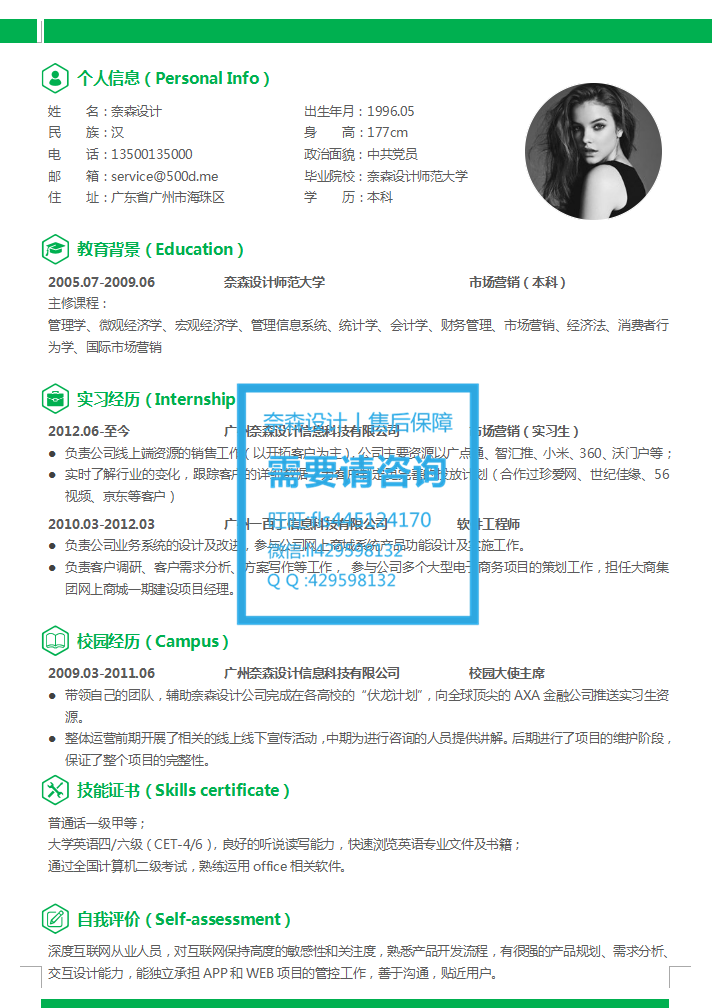 个人信息（Personal Info）
姓 名：奈森设计 出生年月：1996.05
民 族：汉 身 高：177cm
电 话：13500135000 政治面貌：中共党员
邮 箱：service@500d.me 毕业院校：奈森设计师范大学
住 址：广东省广州市海珠区 学 历：本科
教育背景（Education）
2005.07-2009.06 奈森设计师范大学 市场营销（本科）
主修课程：
管理学、微观经济学、宏观经济学、管理信息系统、统计学、会计学、财务管理、市场营销、经济法、消费者行
为学、国际市场营销
实习经历（Internship
2012.06-至今 广州奈森设计信息科技有限公司 市场营销（实习生）
● 负责公司线上端资源的销售工作（以开拓客户为主），公司主要资源以广点通、智汇推、小米、360、沃门户等；
● 实时了解行业的变化，跟踪客户的详细数据，为客户制定更完善的投放计划（合作过珍爱网、世纪佳缘、56
视频、京东等客户）
2010.03-2012.03 广州一百丁信息科技有限公司 软件工程师
● 负责公司业务系统的设计及改进，参与公司网上商城系统产品功能设计及实施工作。
● 负责客户调研、客户需求分析、方案写作等工作， 参与公司多个大型电子商务项目的策划工作，担任大商集
团网上商城一期建设项目经理。
奈森设计丨售后保障
需要请咨询
旺旺:flc445124170
微信:lf429598132
Q Q :429598132
校园经历（Campus）
2009.03-2011.06 广州奈森设计信息科技有限公司 校园大使主席
● 带领自己的团队，辅助奈森设计公司完成在各高校的“伏龙计划”，向全球顶尖的 AXA 金融公司推送实习生资
源。
● 整体运营前期开展了相关的线上线下宣传活动，中期为进行咨询的人员提供讲解。后期进行了项目的维护阶段，
保证了整个项目的完整性。
技能证书（Skills certificate）
普通话一级甲等；
大学英语四/六级（CET-4/6），良好的听说读写能力，快速浏览英语专业文件及书籍；
通过全国计算机二级考试，熟练运用 office 相关软件。
自我评价（Self-assessment）
深度互联网从业人员，对互联网保持高度的敏感性和关注度，熟悉产品开发流程，有很强的产品规划、需求分析、
交互设计能力，能独立承担 APP 和 WEB 项目的管控工作，善于沟通，贴近用户。